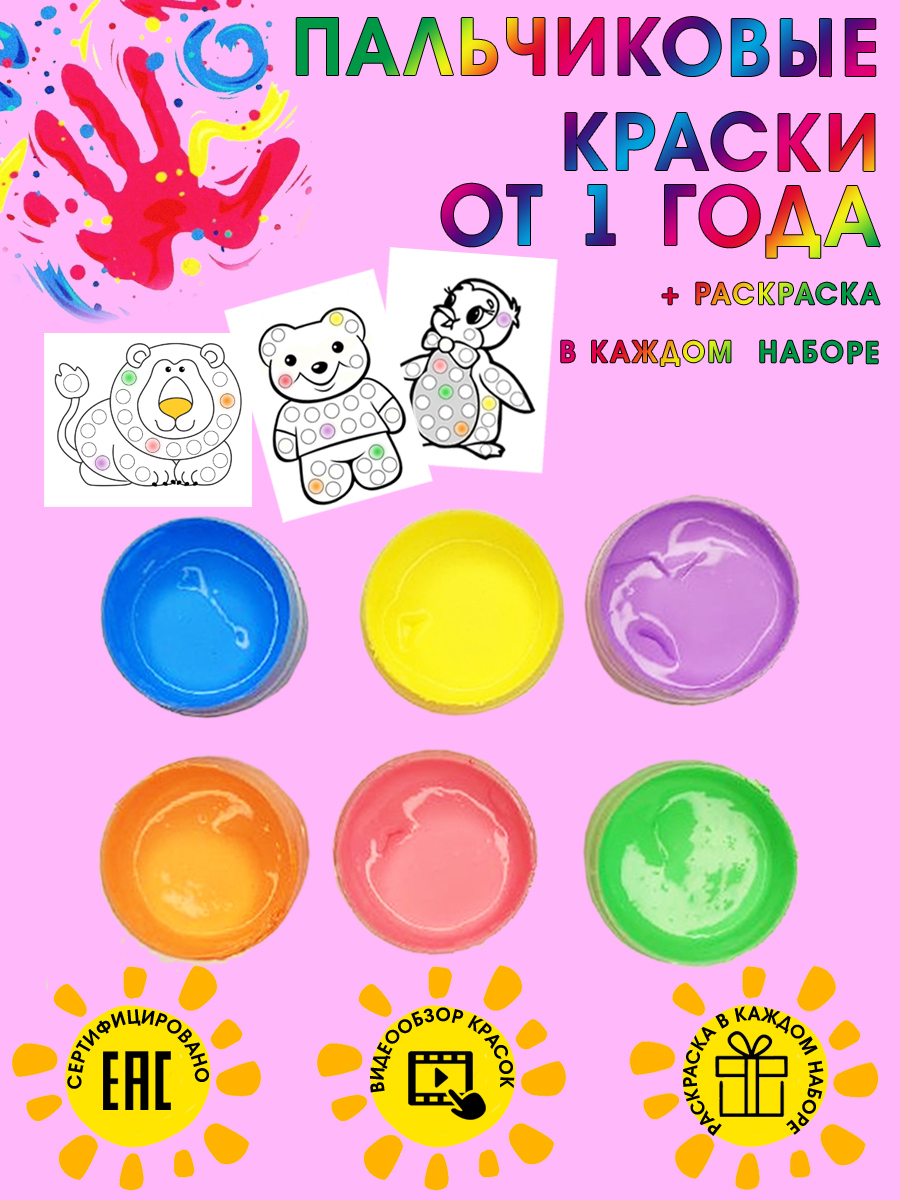 ПАЛЬЧИКОВЫЕ
КРАСКИ
ОТ 1 ГОДА
+ РАСКРАСКА
В КАЖДОМ НАБОРЕ
СЕРТИФИЦИРОВАНО
ЕАС
ВИДЕООБЗОР КРАСОК
РАСКРАСКА В КАЖДОМ НАБОРЕ